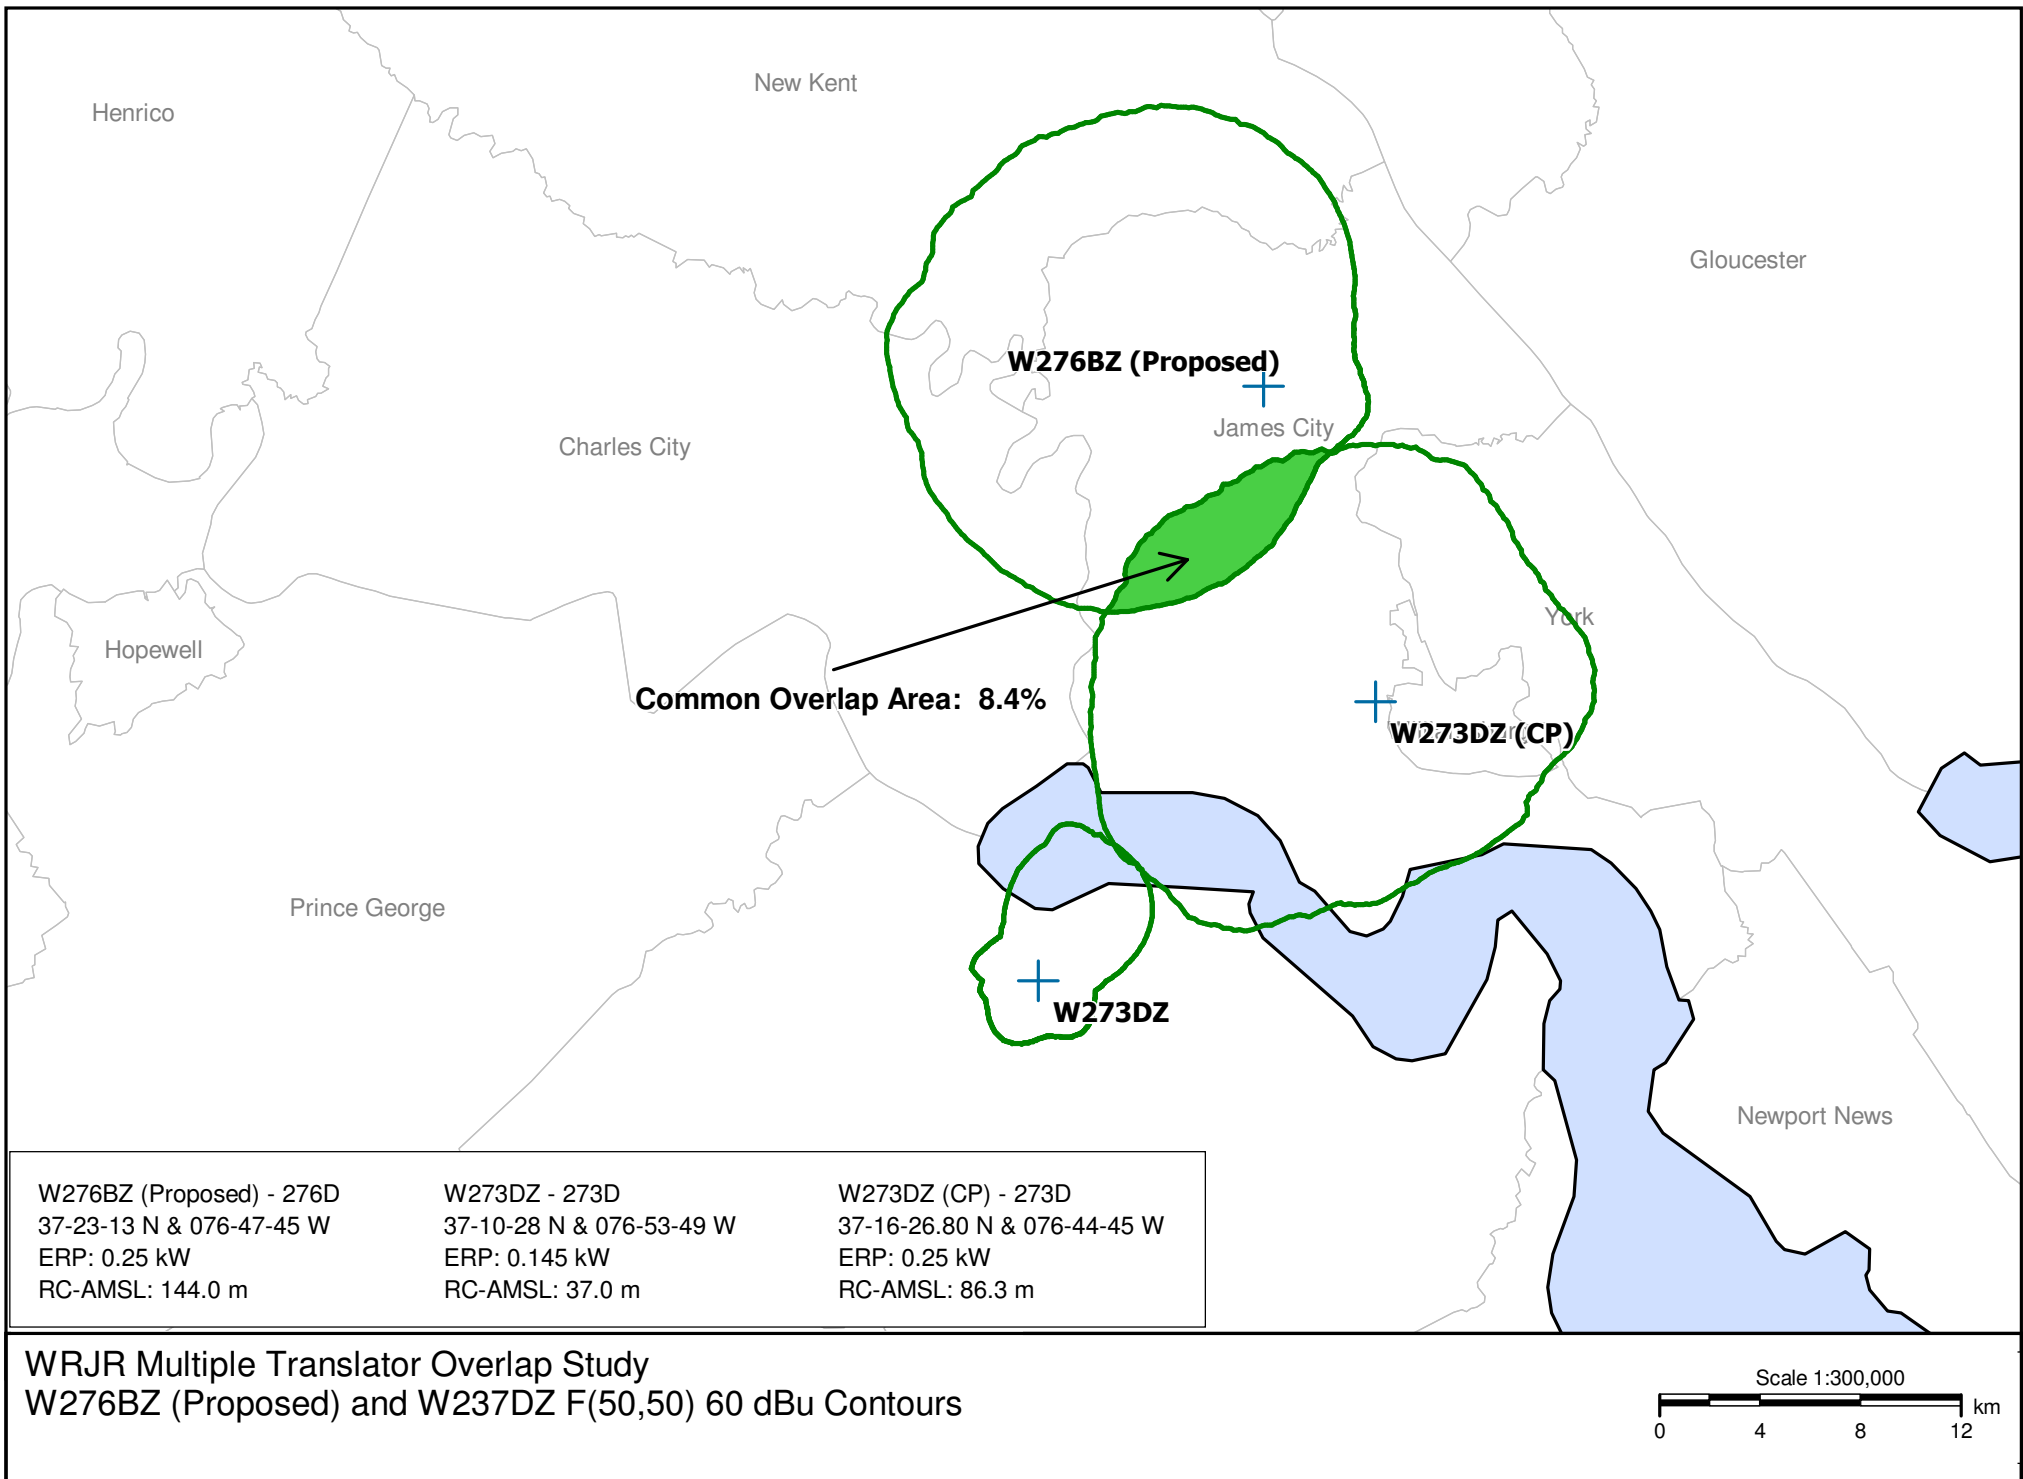 New Kent
Henrico
Gloucester
W276BZ (Proposed)
James City
Charles City
York
Hopewell
Common Overlap Area:  8.4%
W273DZ (CP)
Prince George
W273DZ
Newport News
W276BZ (Proposed) - 276D
37-23-13 N & 076-47-45 W
ERP: 0.25 kW
RC-AMSL: 144.0 m
W273DZ - 273D
37-10-28 N & 076-53-49 W
ERP: 0.145 kW
RC-AMSL: 37.0 m
W273DZ (CP) - 273D
37-16-26.80 N & 076-44-45 W
ERP: 0.25 kW
RC-AMSL: 86.3 m
WRJR Multiple Translator Overlap Study
W276BZ (Proposed) and W237DZ F(50,50) 60 dBu Contours
Scale 1:300,000
km
0 4 8 12